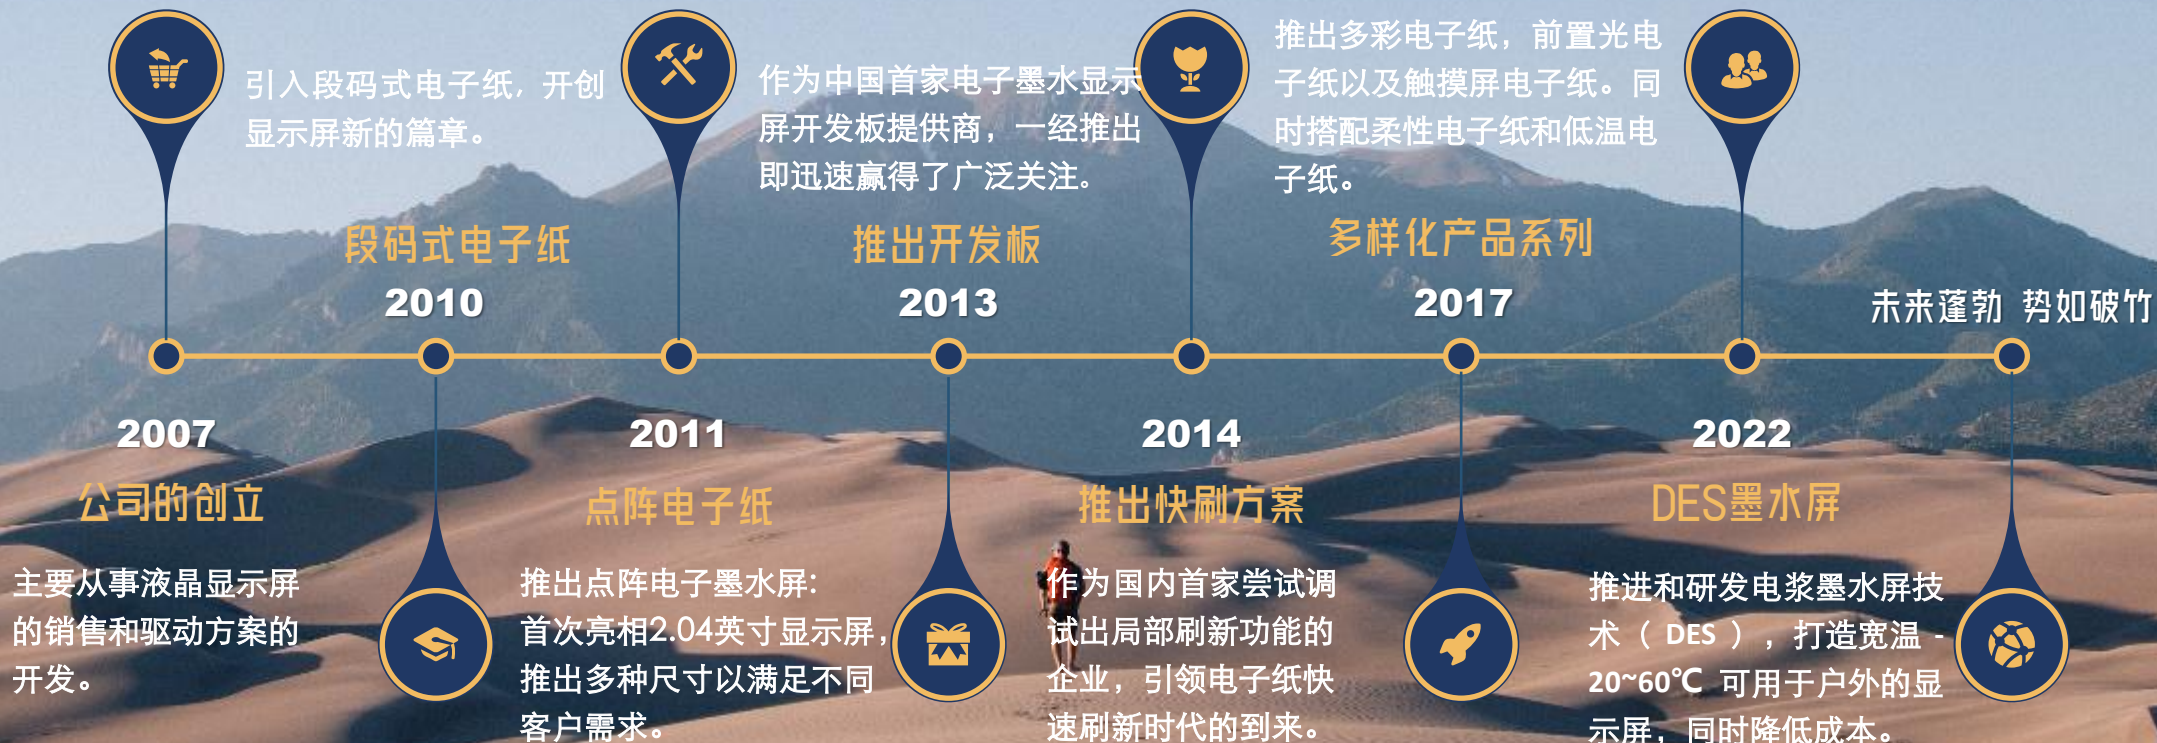 引入段码式电子纸，开创
显示屏新的篇章。
段码式电子纸
2010
作为中国首家电子墨水显示
屏开发板提供商，一经推出
即迅速赢得了广泛关注。
推出开发板
2013
推出多彩电子纸，前置光电
子纸以及触摸屏电子纸。同
时搭配柔性电子纸和低温电
子纸。
多样化产品系列
2017
未来蓬勃 势如破竹
2007
公司的创立
主要从事液晶显示屏
的销售和驱动方案的
开发。
2011
点阵电子纸
推出点阵电子墨水屏:
首次亮相2.04英寸显示屏，
推出多种尺寸以满足不同
客户需求。
2014
推出快刷方案
作为国内首家尝试调
试出局部刷新功能的
企业，引领电子纸快
速刷新时代的到来。
2022
DES墨水屏
推进和研发电浆墨水屏技
术（ DES ），打造宽温 -
20~60℃ 可用于户外的显
示屏，同时降低成本。